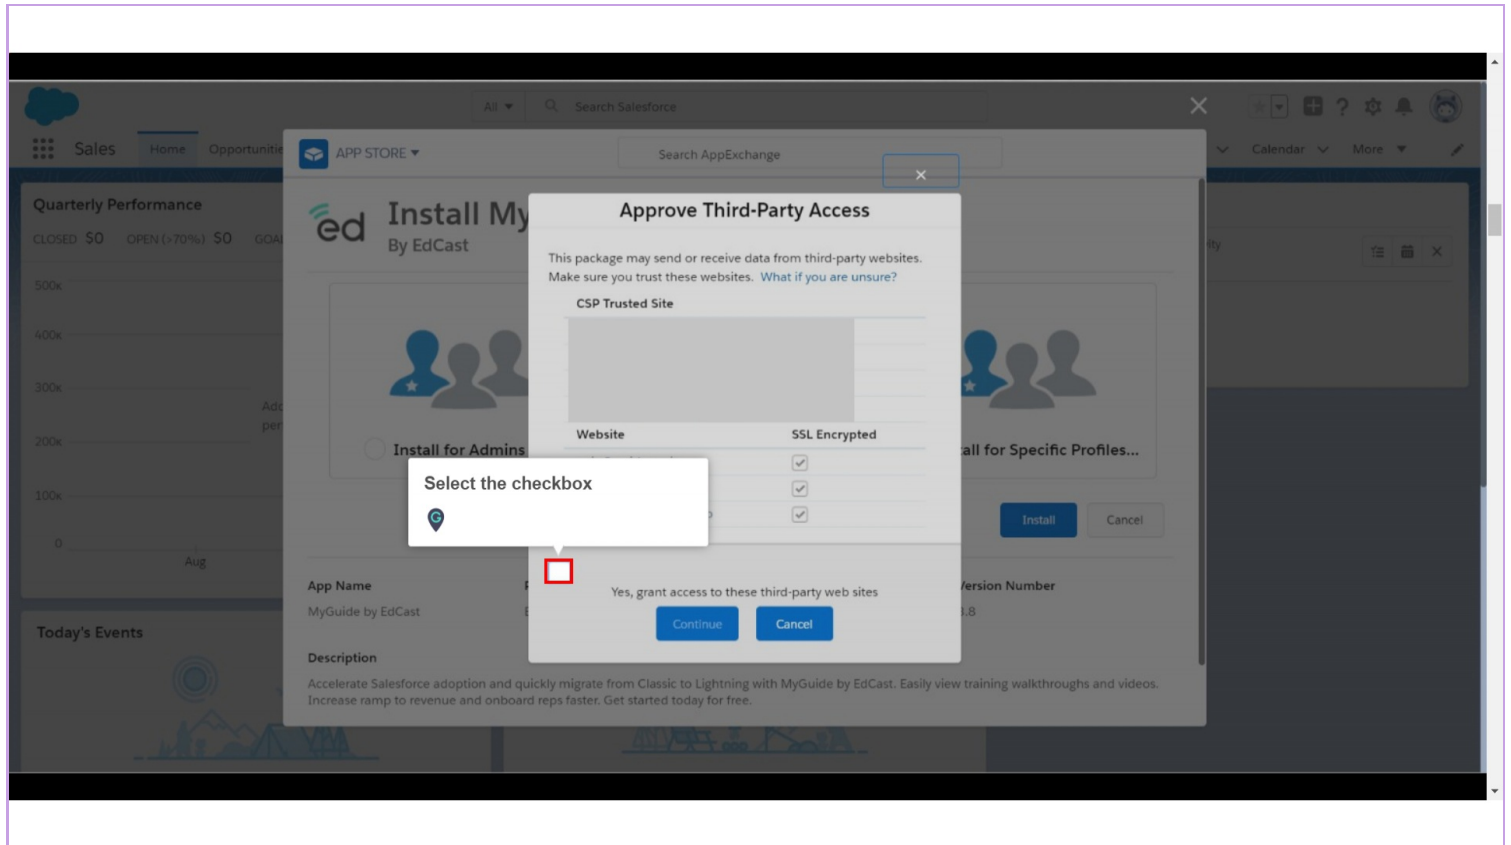 All
Search Salesforce
Sales
Home
Opportunitie
Calendar
More
APP STORE
Search AppExchange
Quarterly Performance
CLOSED $0 OPEN (>70%) $0 GOAL
500K
400K
300K
200K
100K
0
Aug
Add
per
Today's Events
ed
Install My
By EdCast
Install for Admins
all for Specific Profiles...
Install
Cancel
Approve Third-Party Access
This package may send or receive data from third-party websites.
Make sure you trust these websites. What if you are unsure?
CSP Trusted Site
Website SSL Encrypted
Select the checkbox
G
Yes, grant access to these third-party web sites
Continue
Cancel
App Name
MyGuide by EdCast
Version Number
3.8
Description
Accelerate Salesforce adoption and quickly migrate from Classic to Lightning with MyGuide by EdCast. Easily view training walkthroughs and videos.
Increase ramp to revenue and onboard reps faster. Get started today for free.